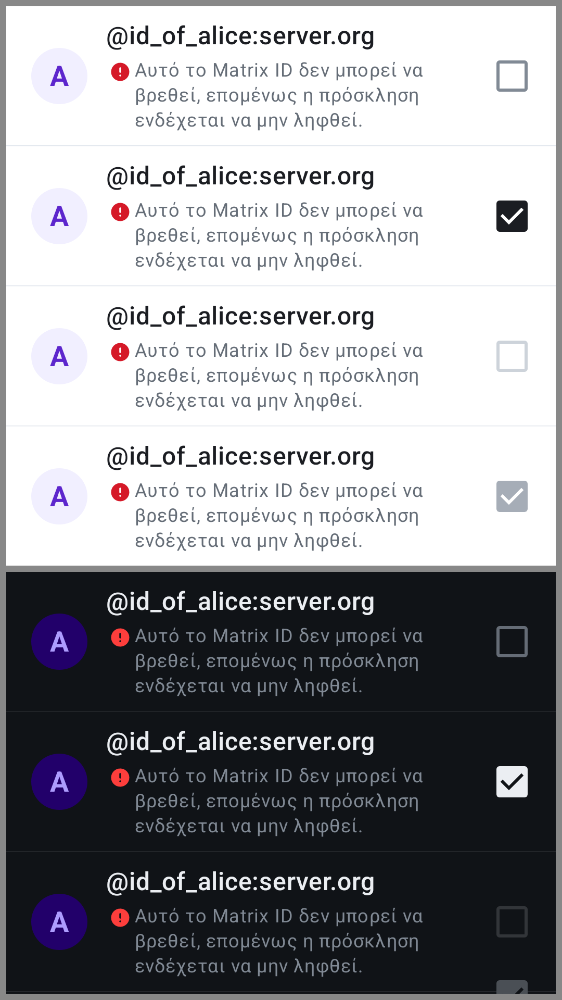 @id_of_alice:server.org
A
Αυτό το Matrix ID δεν μπορεί να
βρεθεί, επομένως η πρόσκληση
ενδέχεται να μην ληφθεί.
@id_of_alice:server.org
A
Αυτό το Matrix ID δεν μπορεί να
βρεθεί, επομένως η πρόσκληση
ενδέχεται να μην ληφθεί.
@id_of_alice:server.org
A
Αυτό το Matrix ID δεν μπορεί να
βρεθεί, επομένως η πρόσκληση
ενδέχεται να μην ληφθεί.
@id_of_alice:server.org
A
Αυτό το Matrix ID δεν μπορεί να
βρεθεί, επομένως η πρόσκληση
ενδέχεται να μην ληφθεί.
@id_of_alice:server.org
A
Αυτό το Matrix ID δεν μπορεί να
βρεθεί, επομένως η πρόσκληση
ενδέχεται να μην ληφθεί.
@id_of_alice:server.org
A
Αυτό το Matrix ID δεν μπορεί να
βρεθεί, επομένως η πρόσκληση
ενδέχεται να μην ληφθεί.
@id_of_alice:server.org
A
Αυτό το Matrix ID δεν μπορεί να
βρεθεί, επομένως η πρόσκληση
ενδέχεται να μην ληφθεί.